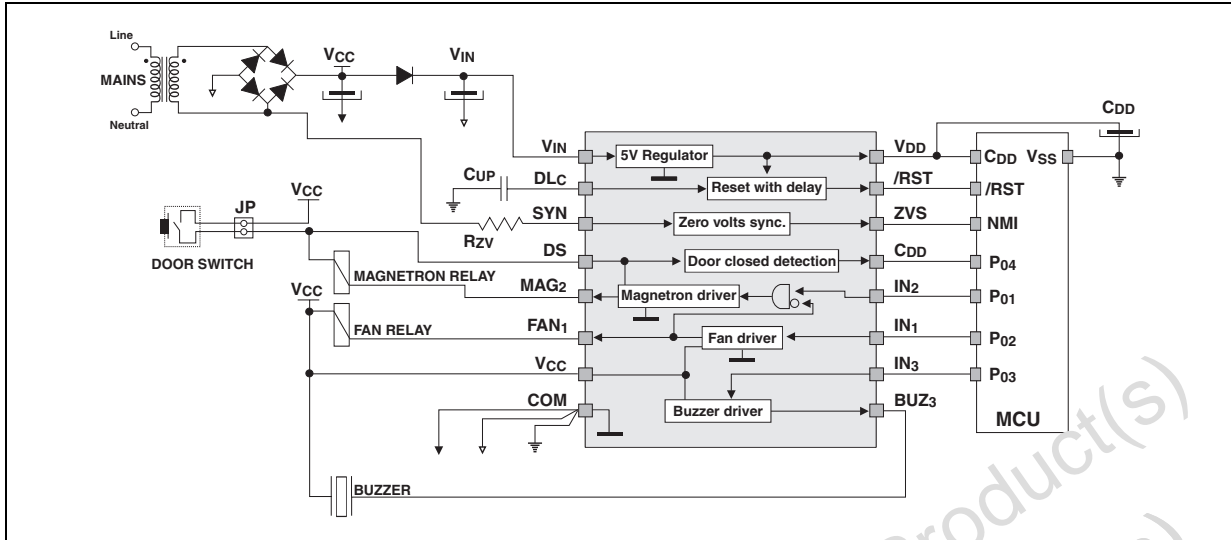 Line
MAINS
Neutral
VCC
VIN
CDD
VIN
5V Regulator
VDD
CDD
VSS
CUP
DLC
Reset with delay
/RST
/RST
VCC
JP
SYN
RZV
Zero volts sync.
ZVS
NMI
DS
Door closed detection
CDD
P04
DOOR SWITCH
MAGNETRON RELAY
MAG2
Magnetron driver
IN2
P01
VCC
FAN RELAY
FAN1
Fan driver
IN1
P02
VCC
IN3
P03
COM
Buzzer driver
BUZ3
MCU
BUZZER
roduct(s)